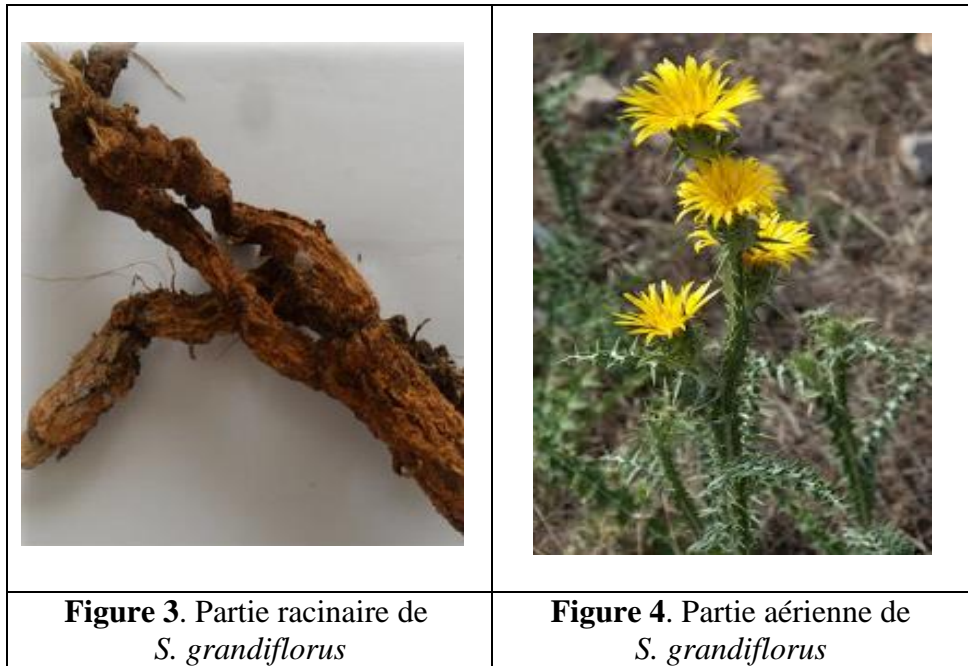 Figure 3. Partie racinaire de
S. grandiflorus
Figure 4. Partie aérienne de
S. grandiflorus